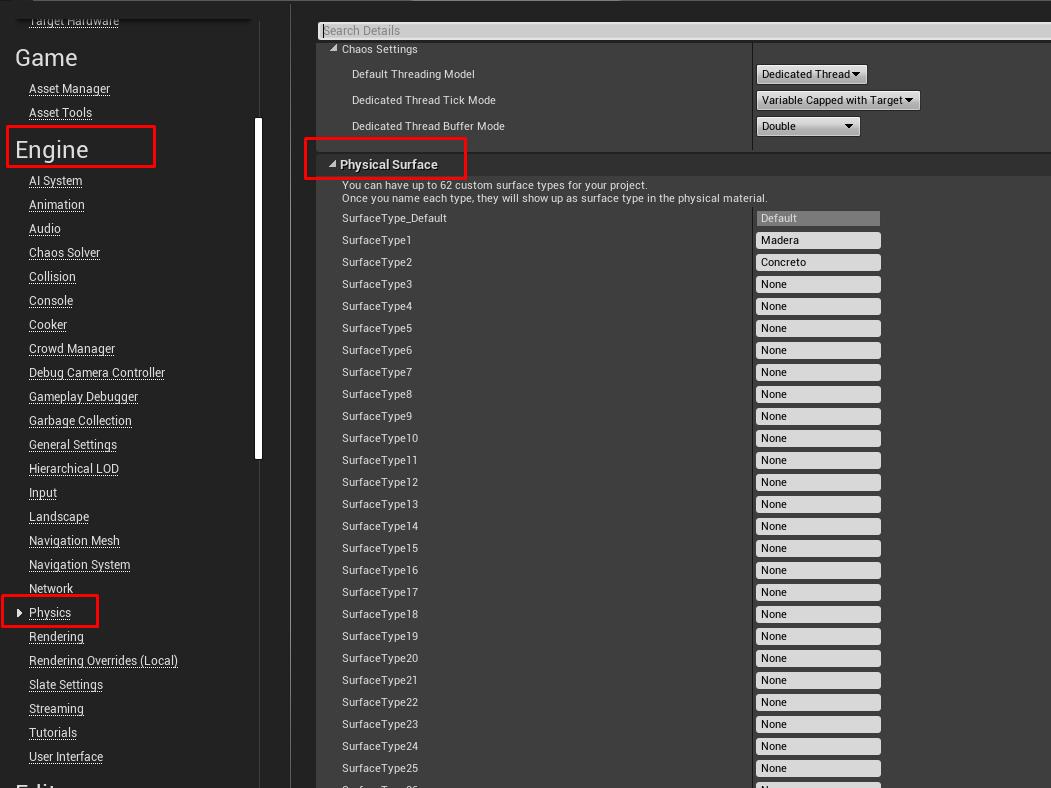 Target Hardware
Game
Asset Manager
Asset Tools
Engine
AI System
Animation
Audio
Chaos Solver
Collision
Console
Cooker
Crowd Manager
Debug Camera Controller
Gameplay Debugger
Garbage Collection
General Settings
Hierarchical LOD
Input
Landscape
Navigation Mesh
Navigation System
Network
Physics
Rendering
Rendering Overrides (Local)
Slate Settings
Streaming
Tutorials
User Interface
Search Details
Chaos Settings
Default Threading Model Dedicated Thread
Dedicated Thread Tick Mode Variable Capped with Target
Dedicated Thread Buffer Mode Double
Physical Surface
You can have up to 62 custom surface types for your project.
Once you name each type, they will show up as surface type in the physical material.
SurfaceType_Default Default
SurfaceType1 Madera
SurfaceType2 Concreto
SurfaceType3 None
SurfaceType4 None
SurfaceType5 None
SurfaceType6 None
SurfaceType7 None
SurfaceType8 None
SurfaceType9 None
SurfaceType10 None
SurfaceType11 None
SurfaceType12 None
SurfaceType13 None
SurfaceType14 None
SurfaceType15 None
SurfaceType16 None
SurfaceType17 None
SurfaceType18 None
SurfaceType19 None
SurfaceType20 None
SurfaceType21 None
SurfaceType22 None
SurfaceType23 None
SurfaceType24 None
SurfaceType25 None